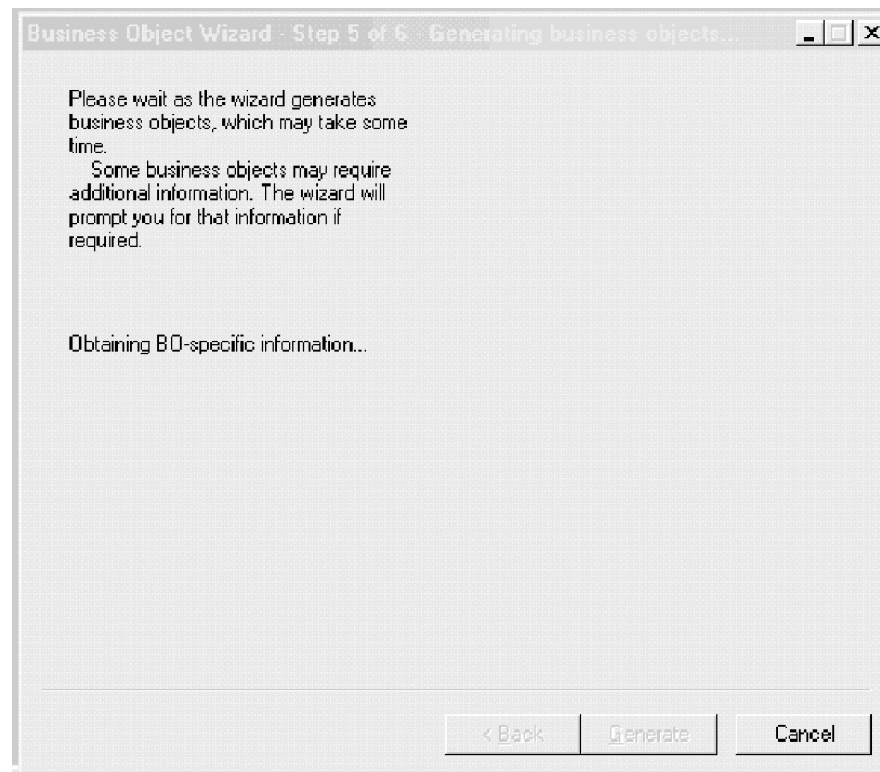 Business Object Wizard - Step 5 of 6 - Generating business objects...
Please wait as the wizard generates
business objects, which may take some
time.
Some business objects may require
additional information. The wizard will
prompt you for that information if
required.
Obtaining BO-specific information...
< Back
Generate
Cancel